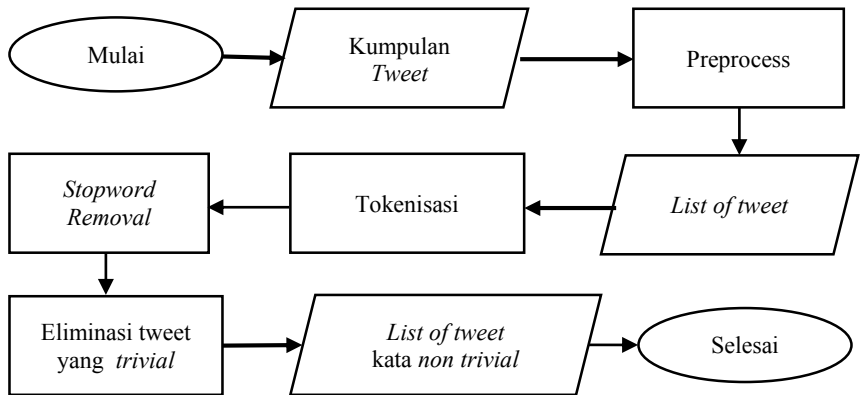 Mulai
Kumpulan
Tweet
Preprocess
List of tweet
Tokenisasi
Stopword
Removal
Eliminasi tweet
yang trivial
List of tweet
kata non trivial
Selesai